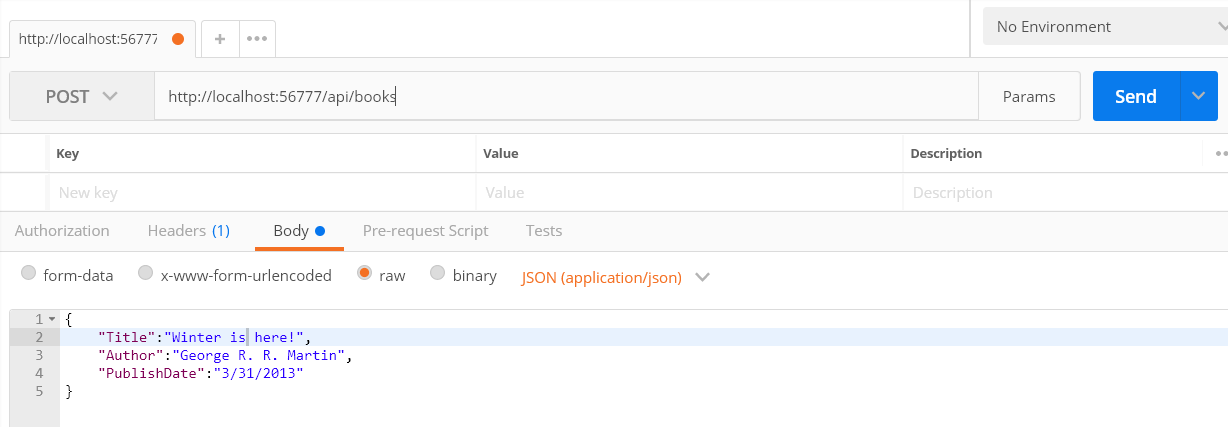 http://localhost:56777
No Environment
POST http://localhost:56777/api/books Params Send
Key Value Description
New key Value Description
Authorization Headers (1) Body Pre-request Script Tests
form-data x-www-form-urlencoded raw binary JSON (application/json)
1 {
2 "Title":"Winter is here!",
3 "Author":"George R. R. Martin",
4 "PublishDate":"3/31/2013"
5 }